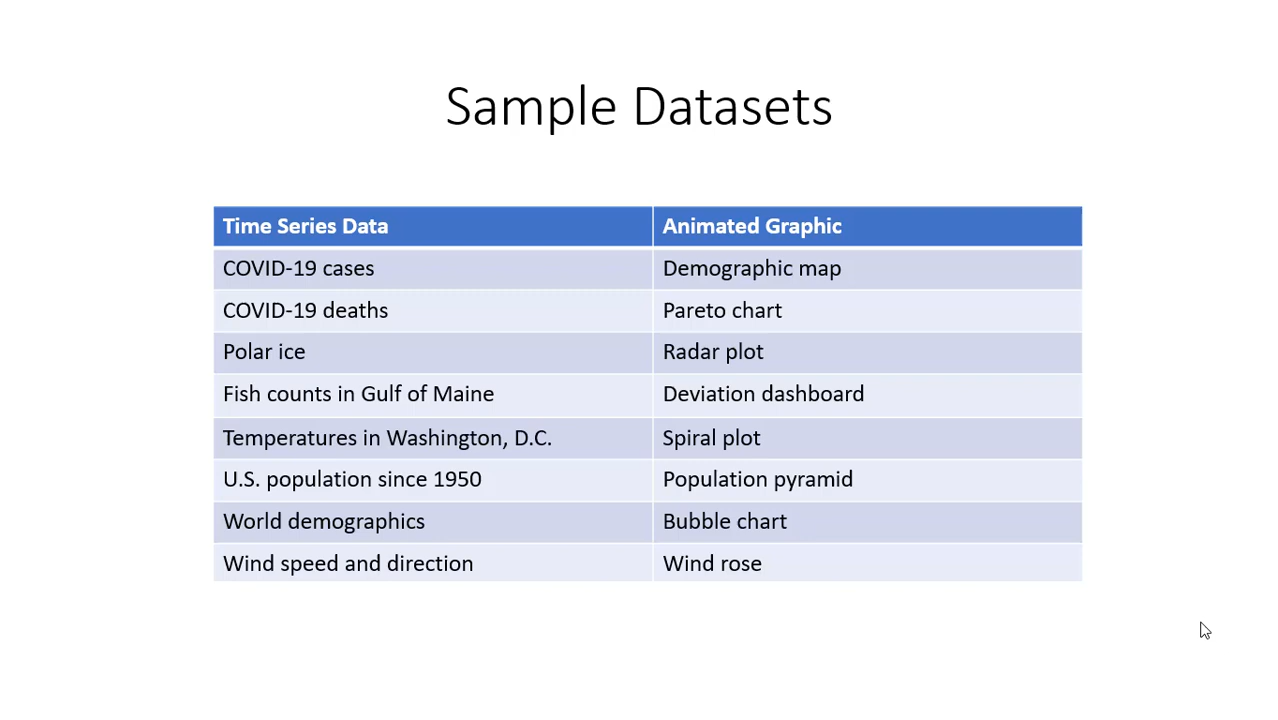 Sample Datasets
Time Series Data Animated Graphic
COVID-19 cases Demographic map
COVID-19 deaths Pareto chart
Polar ice Radar plot
Fish counts in Gulf of Maine Deviation dashboard
Temperatures in Washington, D.C. Spiral plot
U.S. population since 1950 Population pyramid
World demographics Bubble chart
Wind speed and direction Wind rose